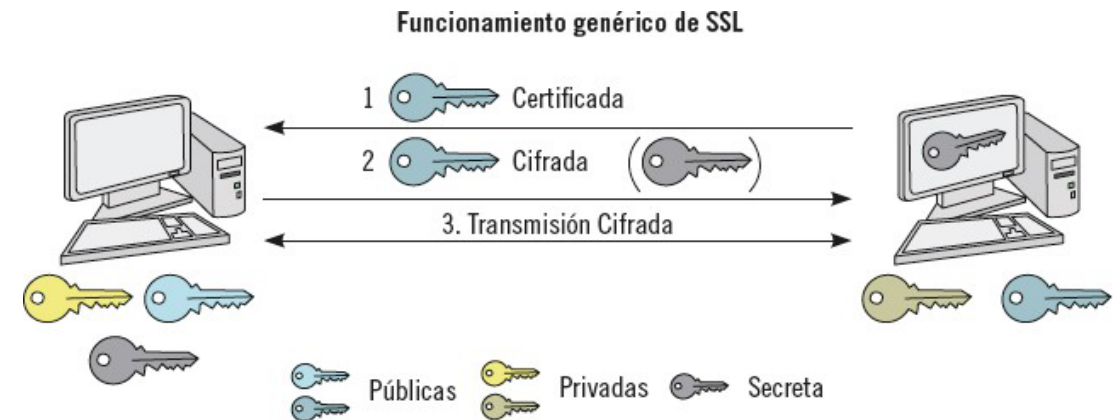 Funcionamiento genérico de SSL
1 Certificada
2 Cifrada ( )
3. Transmisión Cifrada
Públicas Privadas Secreta